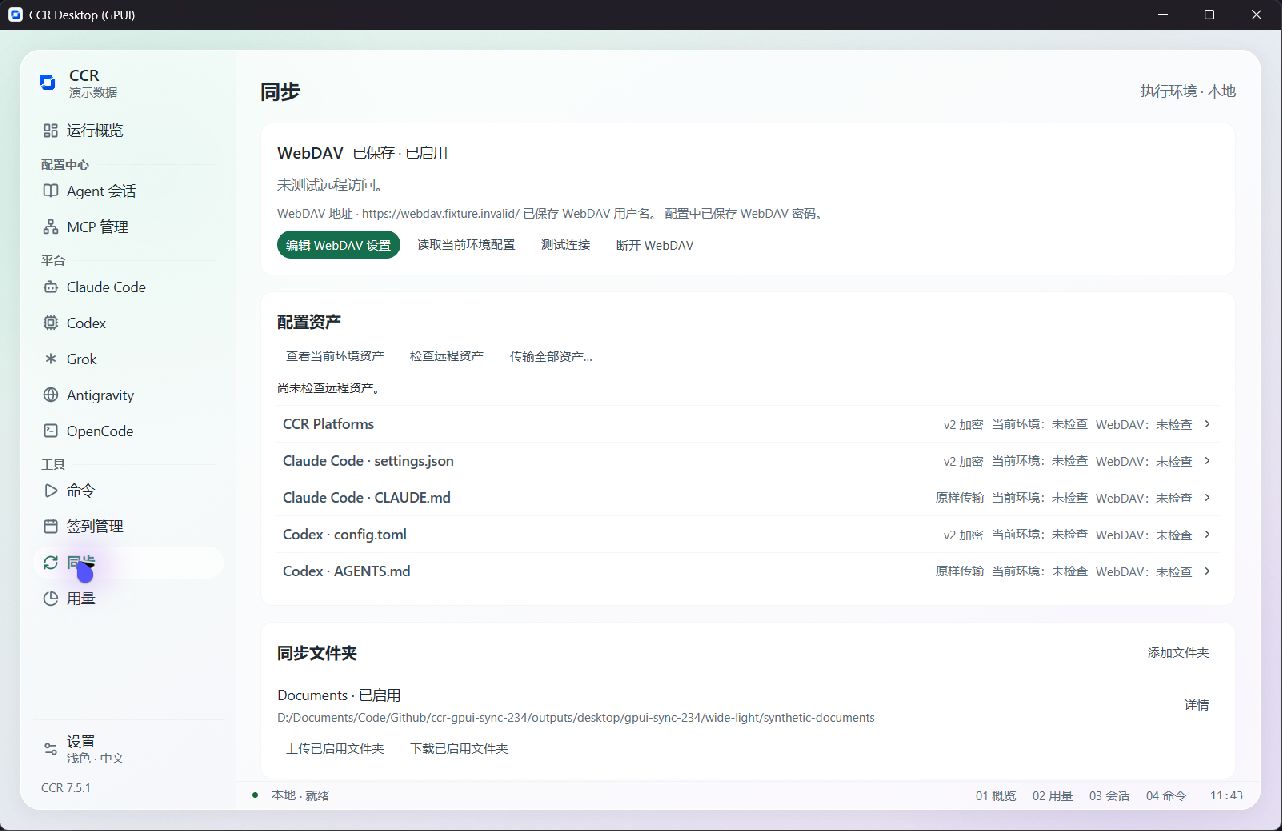 CCR Desktop (GPUI)
CCR
演示数据
运行概览
配置中心
Agent 会话
MCP 管理
平台
Claude Code
Codex
Grok
Antigravity
OpenCode
工具
命令
签到管理
同步
用量
设置
浅色 · 中文
CCR 7.5.1
同步
执行环境 · 本地
WebDAV 已保存 · 已启用
未测试远程访问。
WebDAV 地址 · https://webdav.fixture.invalid/ 已保存 WebDAV 用户名。 配置中已保存 WebDAV 密码。
编辑 WebDAV 设置 读取当前环境配置 测试连接 断开 WebDAV
配置资产
查看当前环境资产 检查远程资产 传输全部资产...
尚未检查远程资产。
CCR Platforms v2 加密 当前环境：未检查 WebDAV：未检查
Claude Code · settings.json v2 加密 当前环境：未检查 WebDAV：未检查
Claude Code · CLAUDE.md 原样传输 当前环境：未检查 WebDAV：未检查
Codex · config.toml v2 加密 当前环境：未检查 WebDAV：未检查
Codex · AGENTS.md 原样传输 当前环境：未检查 WebDAV：未检查
同步文件夹 添加文件夹
Documents · 已启用
D:/Documents/Code/Github/ccr-gpui-sync-234/outputs/desktop/gpui-sync-234/wide-light/synthetic-documents
详情
上传已启用文件夹 下载已启用文件夹
本地 · 就绪 01 概览 02 用量 03 会话 04 命令 11:43